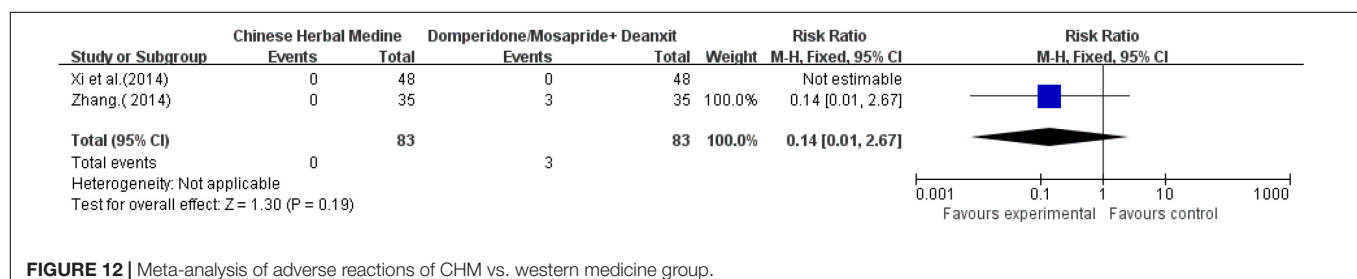 Chinese Herbal Medine Domperidone/Mosapride+ Deanxit Risk Ratio Risk Ratio
Study or Subgroup Events Total Events Total Weight M-H, Fixed, 95% CI M-H, Fixed, 95% CI
Xi et al.(2014) 0 48 0 48 Not estimable
Zhang.( 2014) 0 35 3 35 100.0% 0.14 [0.01, 2.67]
Total (95% CI) 83 83 100.0% 0.14 [0.01, 2.67]
Total events 0 3
Heterogeneity: Not applicable
Test for overall effect: Z = 1.30 (P = 0.19)
0.001 0.1 1 10 1000
Favours experimental Favours control
FIGURE 12 | Meta-analysis of adverse reactions of CHM vs. western medicine group.